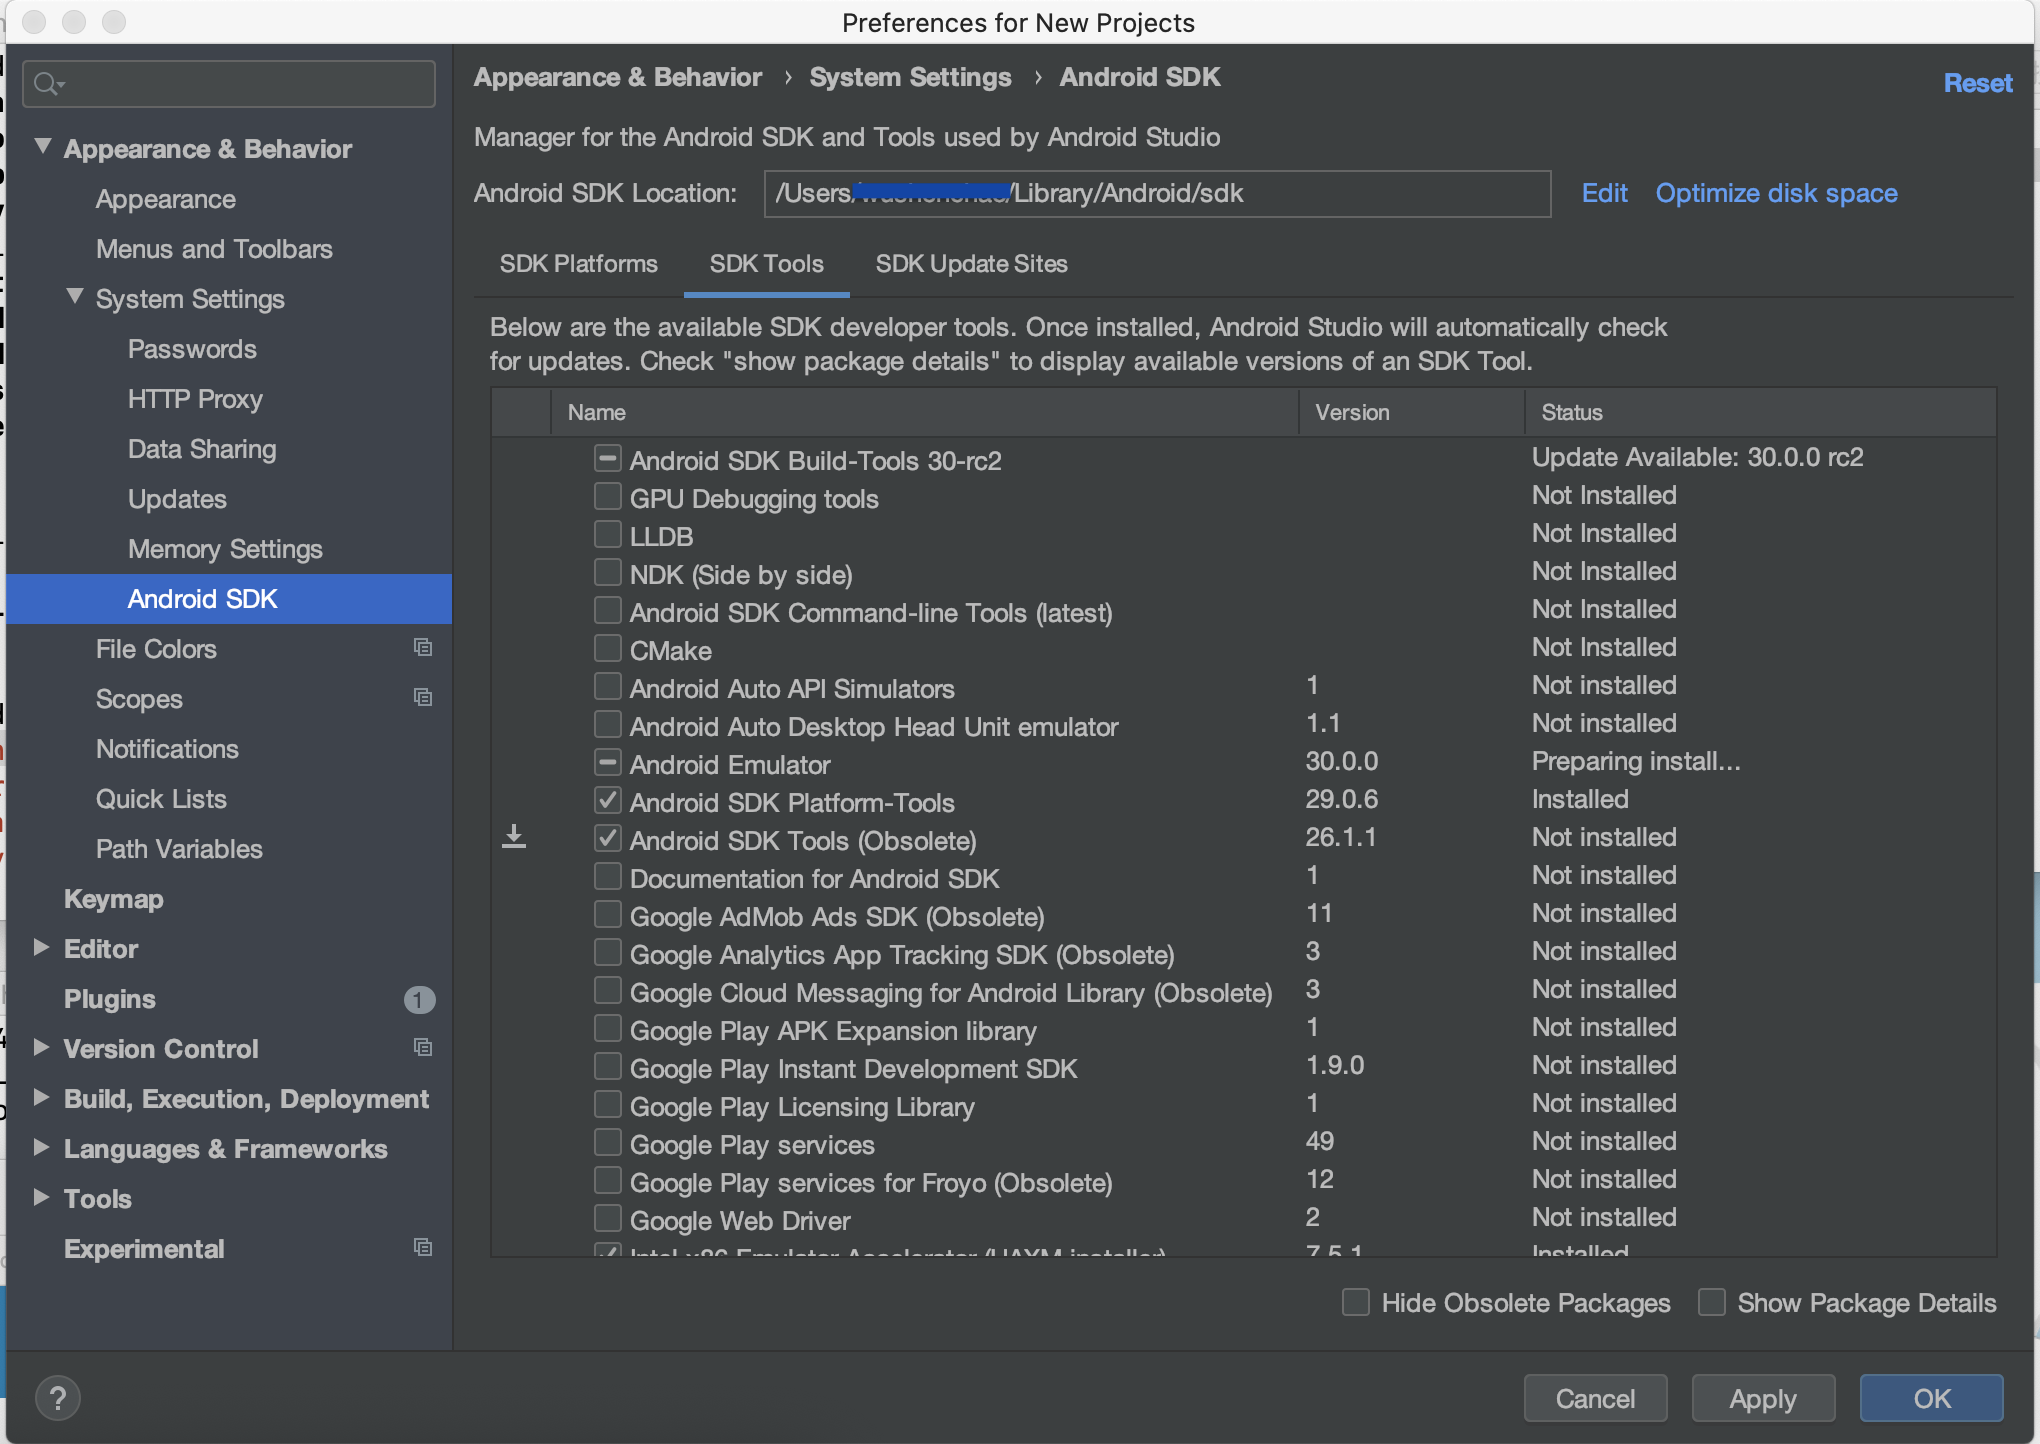 Preferences for New Projects
Appearance & Behavior
Appearance
Menus and Toolbars
System Settings
Passwords
HTTP Proxy
Data Sharing
Updates
Memory Settings
Android SDK
File Colors
Scopes
Notifications
Quick Lists
Path Variables
Keymap
Editor
Plugins 1
Version Control
Build, Execution, Deployment
Languages & Frameworks
Tools
Experimental
Appearance & Behavior › System Settings › Android SDK
Reset
Manager for the Android SDK and Tools used by Android Studio
Android SDK Location: /Users/ /Library/Android/sdk Edit Optimize disk space
SDK Platforms SDK Tools SDK Update Sites
Below are the available SDK developer tools. Once installed, Android Studio will automatically check
for updates. Check "show package details" to display available versions of an SDK Tool.
Name Version Status
Android SDK Build-Tools 30-rc2 Update Available: 30.0.0 rc2
GPU Debugging tools Not Installed
LLDB Not Installed
NDK (Side by side) Not Installed
Android SDK Command-line Tools (latest) Not Installed
CMake Not Installed
Android Auto API Simulators 1 Not installed
Android Auto Desktop Head Unit emulator 1.1 Not installed
Android Emulator 30.0.0 Preparing install...
Android SDK Platform-Tools 29.0.6 Installed
Android SDK Tools (Obsolete) 26.1.1 Not installed
Documentation for Android SDK 1 Not installed
Google AdMob Ads SDK (Obsolete) 11 Not installed
Google Analytics App Tracking SDK (Obsolete) 3 Not installed
Google Cloud Messaging for Android Library (Obsolete) 3 Not installed
Google Play APK Expansion library 1 Not installed
Google Play Instant Development SDK 1.9.0 Not installed
Google Play Licensing Library 1 Not installed
Google Play services 49 Not installed
Google Play services for Froyo (Obsolete) 12 Not installed
Google Web Driver 2 Not installed
Intel x86 Emulator Accelerator (HAXM installer) 7.5.1 Installed
Hide Obsolete Packages Show Package Details
? Cancel Apply OK